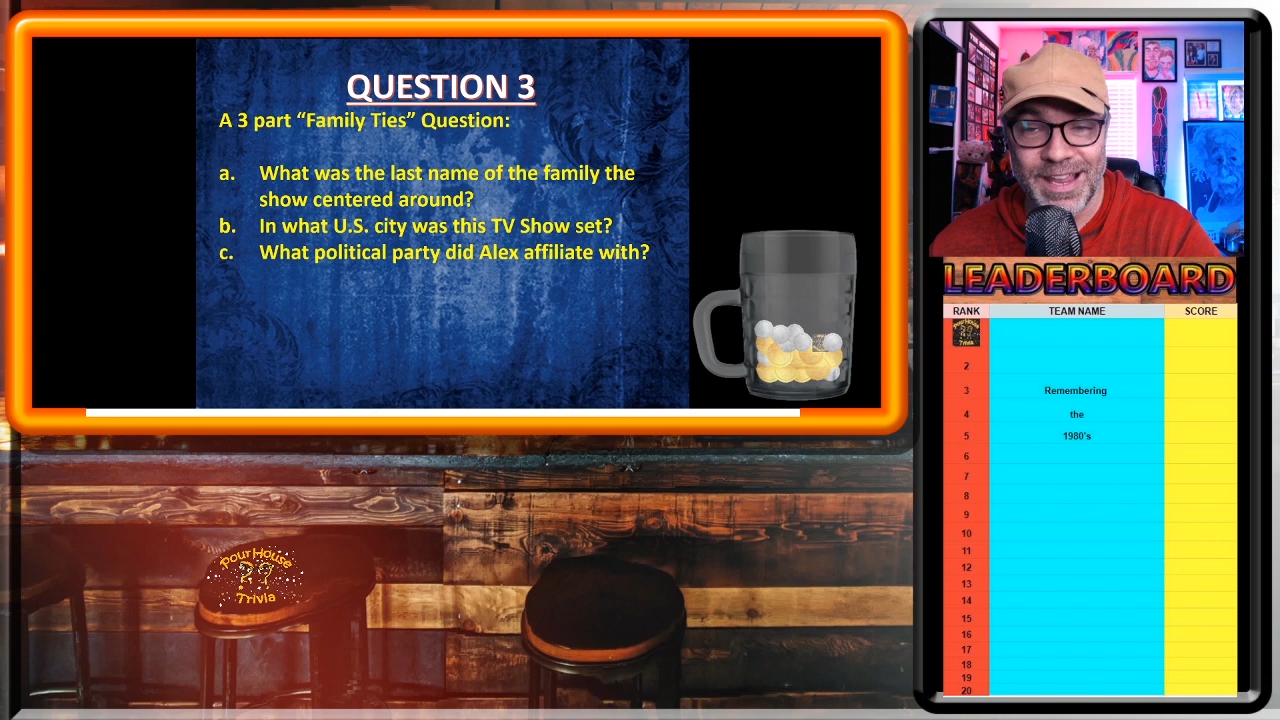 QUESTION 3
A 3 part “Family Ties” Question:
a. What was the last name of the family the
show centered around?
b. In what U.S. city was this TV Show set?
c. What political party did Alex affiliate with?
LEADERBOARD
RANK TEAM NAME SCORE
PourHouse
Trivia
2
3 Remembering
4 the
5 1980's
6
7
8
9
10
11
12
13
14
15
16
17
18
19
20
PourHouse
Trivia